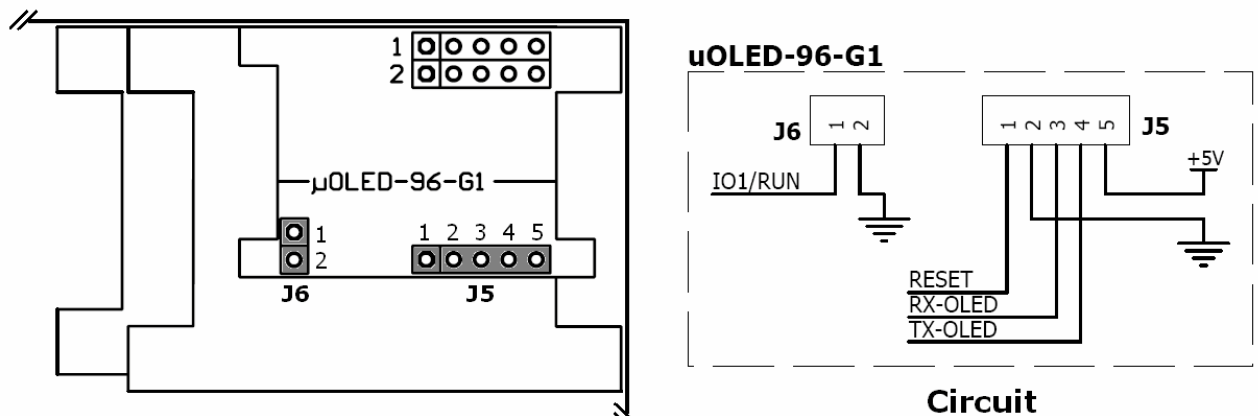 1
2
µOLED-96-G1
1
2
J6
1 2 3 4 5
J5
uOLED-96-G1
J6
1 2
1 2 3 4 5
J5
+5V
IO1/RUN
RESET
RX-OLED
TX-OLED
Circuit